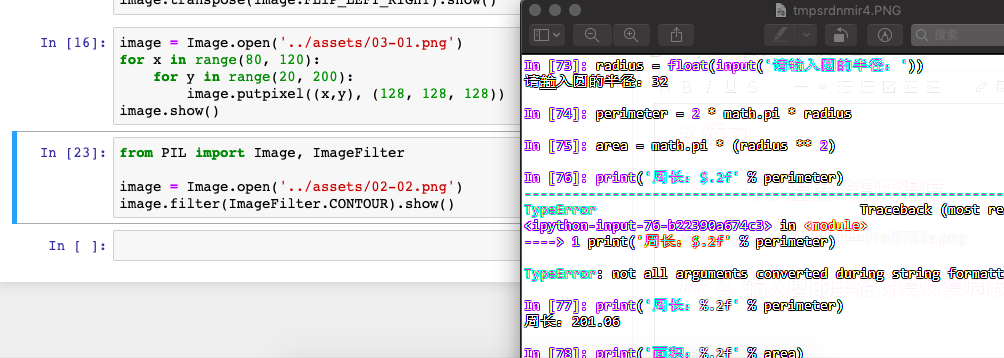 image.transpose(Image.FLIP_LEFT_RIGHT).show()
In [16]:
image = Image.open('../assets/03-01.png')
for x in range(80, 120):
    for y in range(20, 200):
        image.putpixel((x,y), (128, 128, 128))
image.show()
In [23]:
from PIL import Image, ImageFilter
image = Image.open('../assets/02-02.png')
image.filter(ImageFilter.CONTOUR).show()
In [ ]:
tmpsrdnmir4.PNG
搜索
In [73]: radius = float(input('请输入圆的半径: '))
请输入圆的半径: 32
In [74]: perimeter = 2 * math.pi * radius
In [75]: area = math.pi * (radius ** 2)
In [76]: print('周长: $.2f' % perimeter)
TypeError Traceback (most re
<ipython-input-76-b22390a674c3> in <module>
----> 1 print('周长: $.2f' % perimeter)
TypeError: not all arguments converted during string formatt
In [77]: print('周长: %.2f' % perimeter)
周长: 201.06
In [78]: print('面积: %.2f' % area)